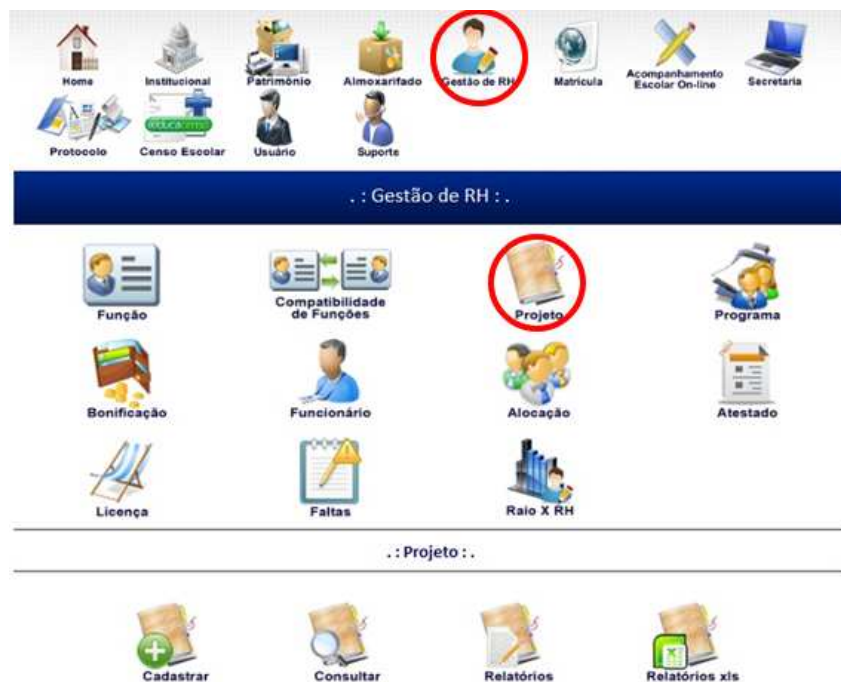 Home Institucional Patrimônio Almoxarifado Gestão de RH Matrícula Acompanhamento Escolar On-line Secretaria
Protocolo Censo Escolar Usuário Suporte
educacenso
. : Gestão de RH : .
Função Compatibilidade de Funções Projeto Programa
Bonificação Funcionário Alocação Atestado
Licença Faltas Raio X RH
. : Projeto : .
Cadastrar Consultar Relatórios Relatórios xls